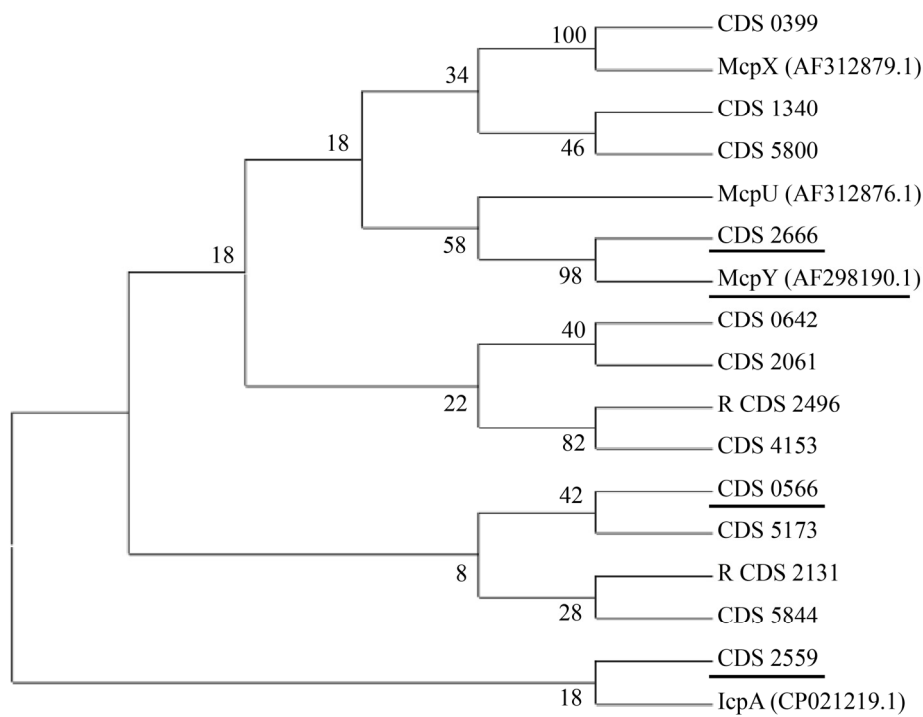 CDS 0399
100
McpX (AF312879.1)
34
CDS 1340
46
CDS 5800
18
McpU (AF312876.1)
58
CDS 2666
98
McpY (AF298190.1)
18
CDS 0642
40
CDS 2061
22
R CDS 2496
82
CDS 4153
CDS 0566
42
CDS 5173
8
R CDS 2131
28
CDS 5844
CDS 2559
18
IcpA (CP021219.1)